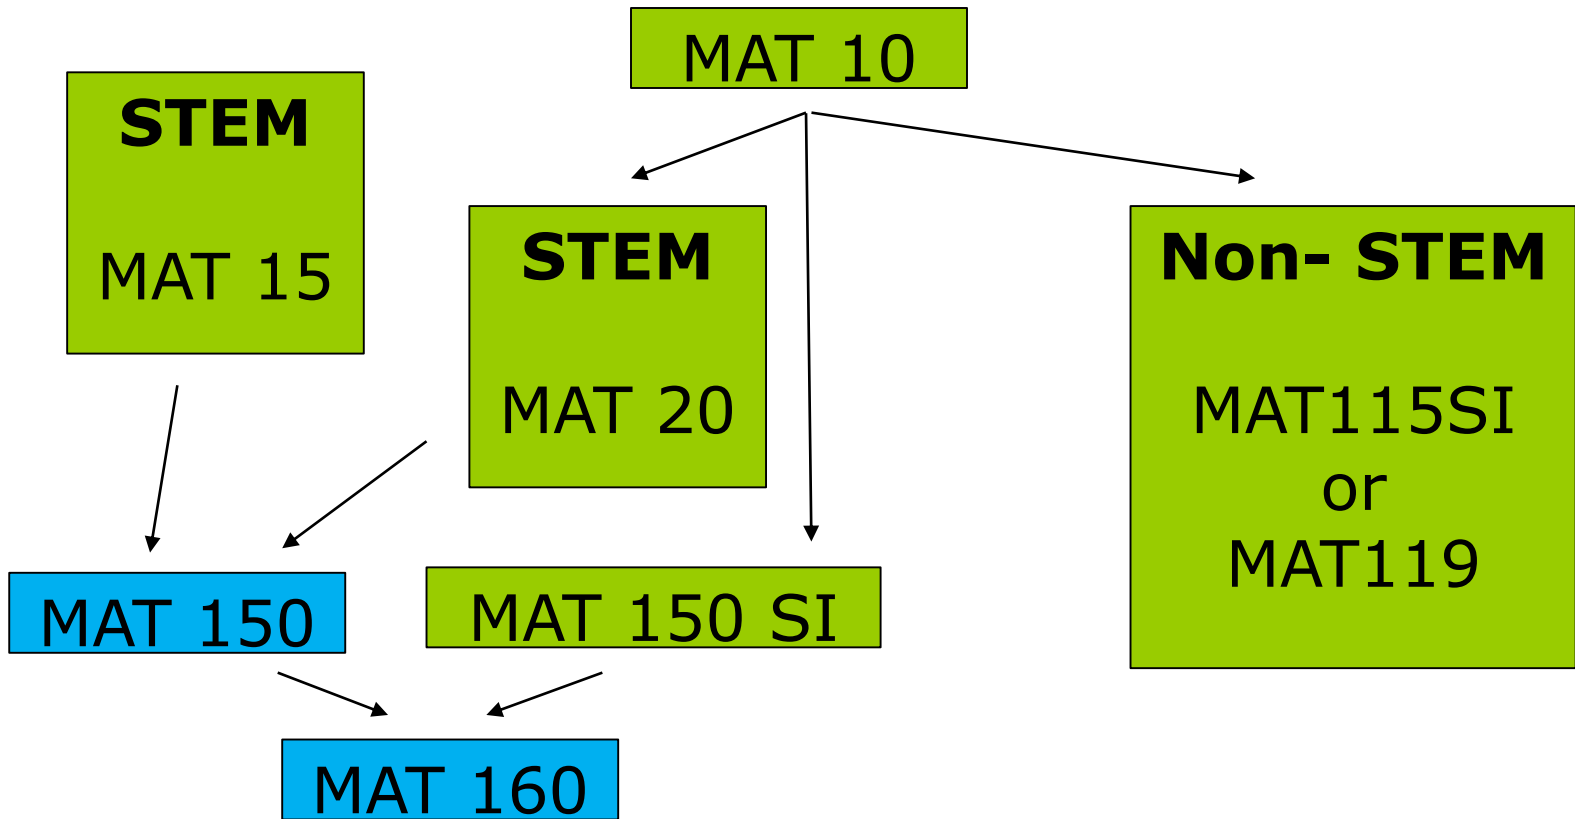 MAT 10
STEM
MAT 15
STEM
MAT 20
Non- STEM
MAT115SI
or
MAT119
MAT 150
MAT 150 SI
MAT 160